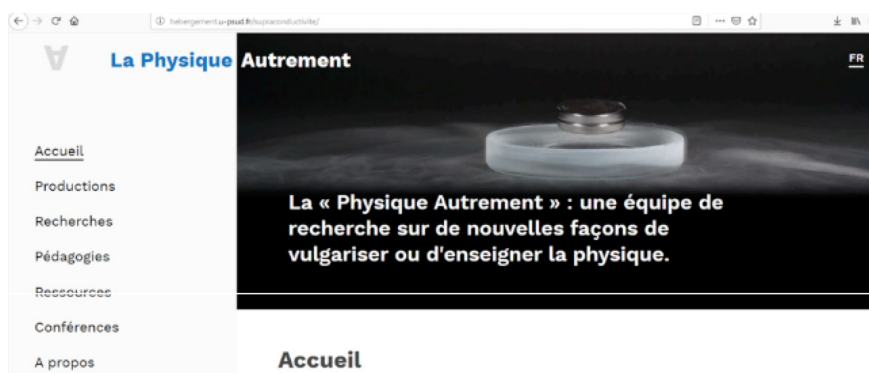 hebergement.u-psud.fr/supraconductivite/
∀ La Physique Autrement FR
Accueil
Productions
Recherches
Pédagogies
Ressources
Conférences
A propos
La « Physique Autrement » : une équipe de
recherche sur de nouvelles façons de
vulgariser ou d'enseigner la physique.
Accueil